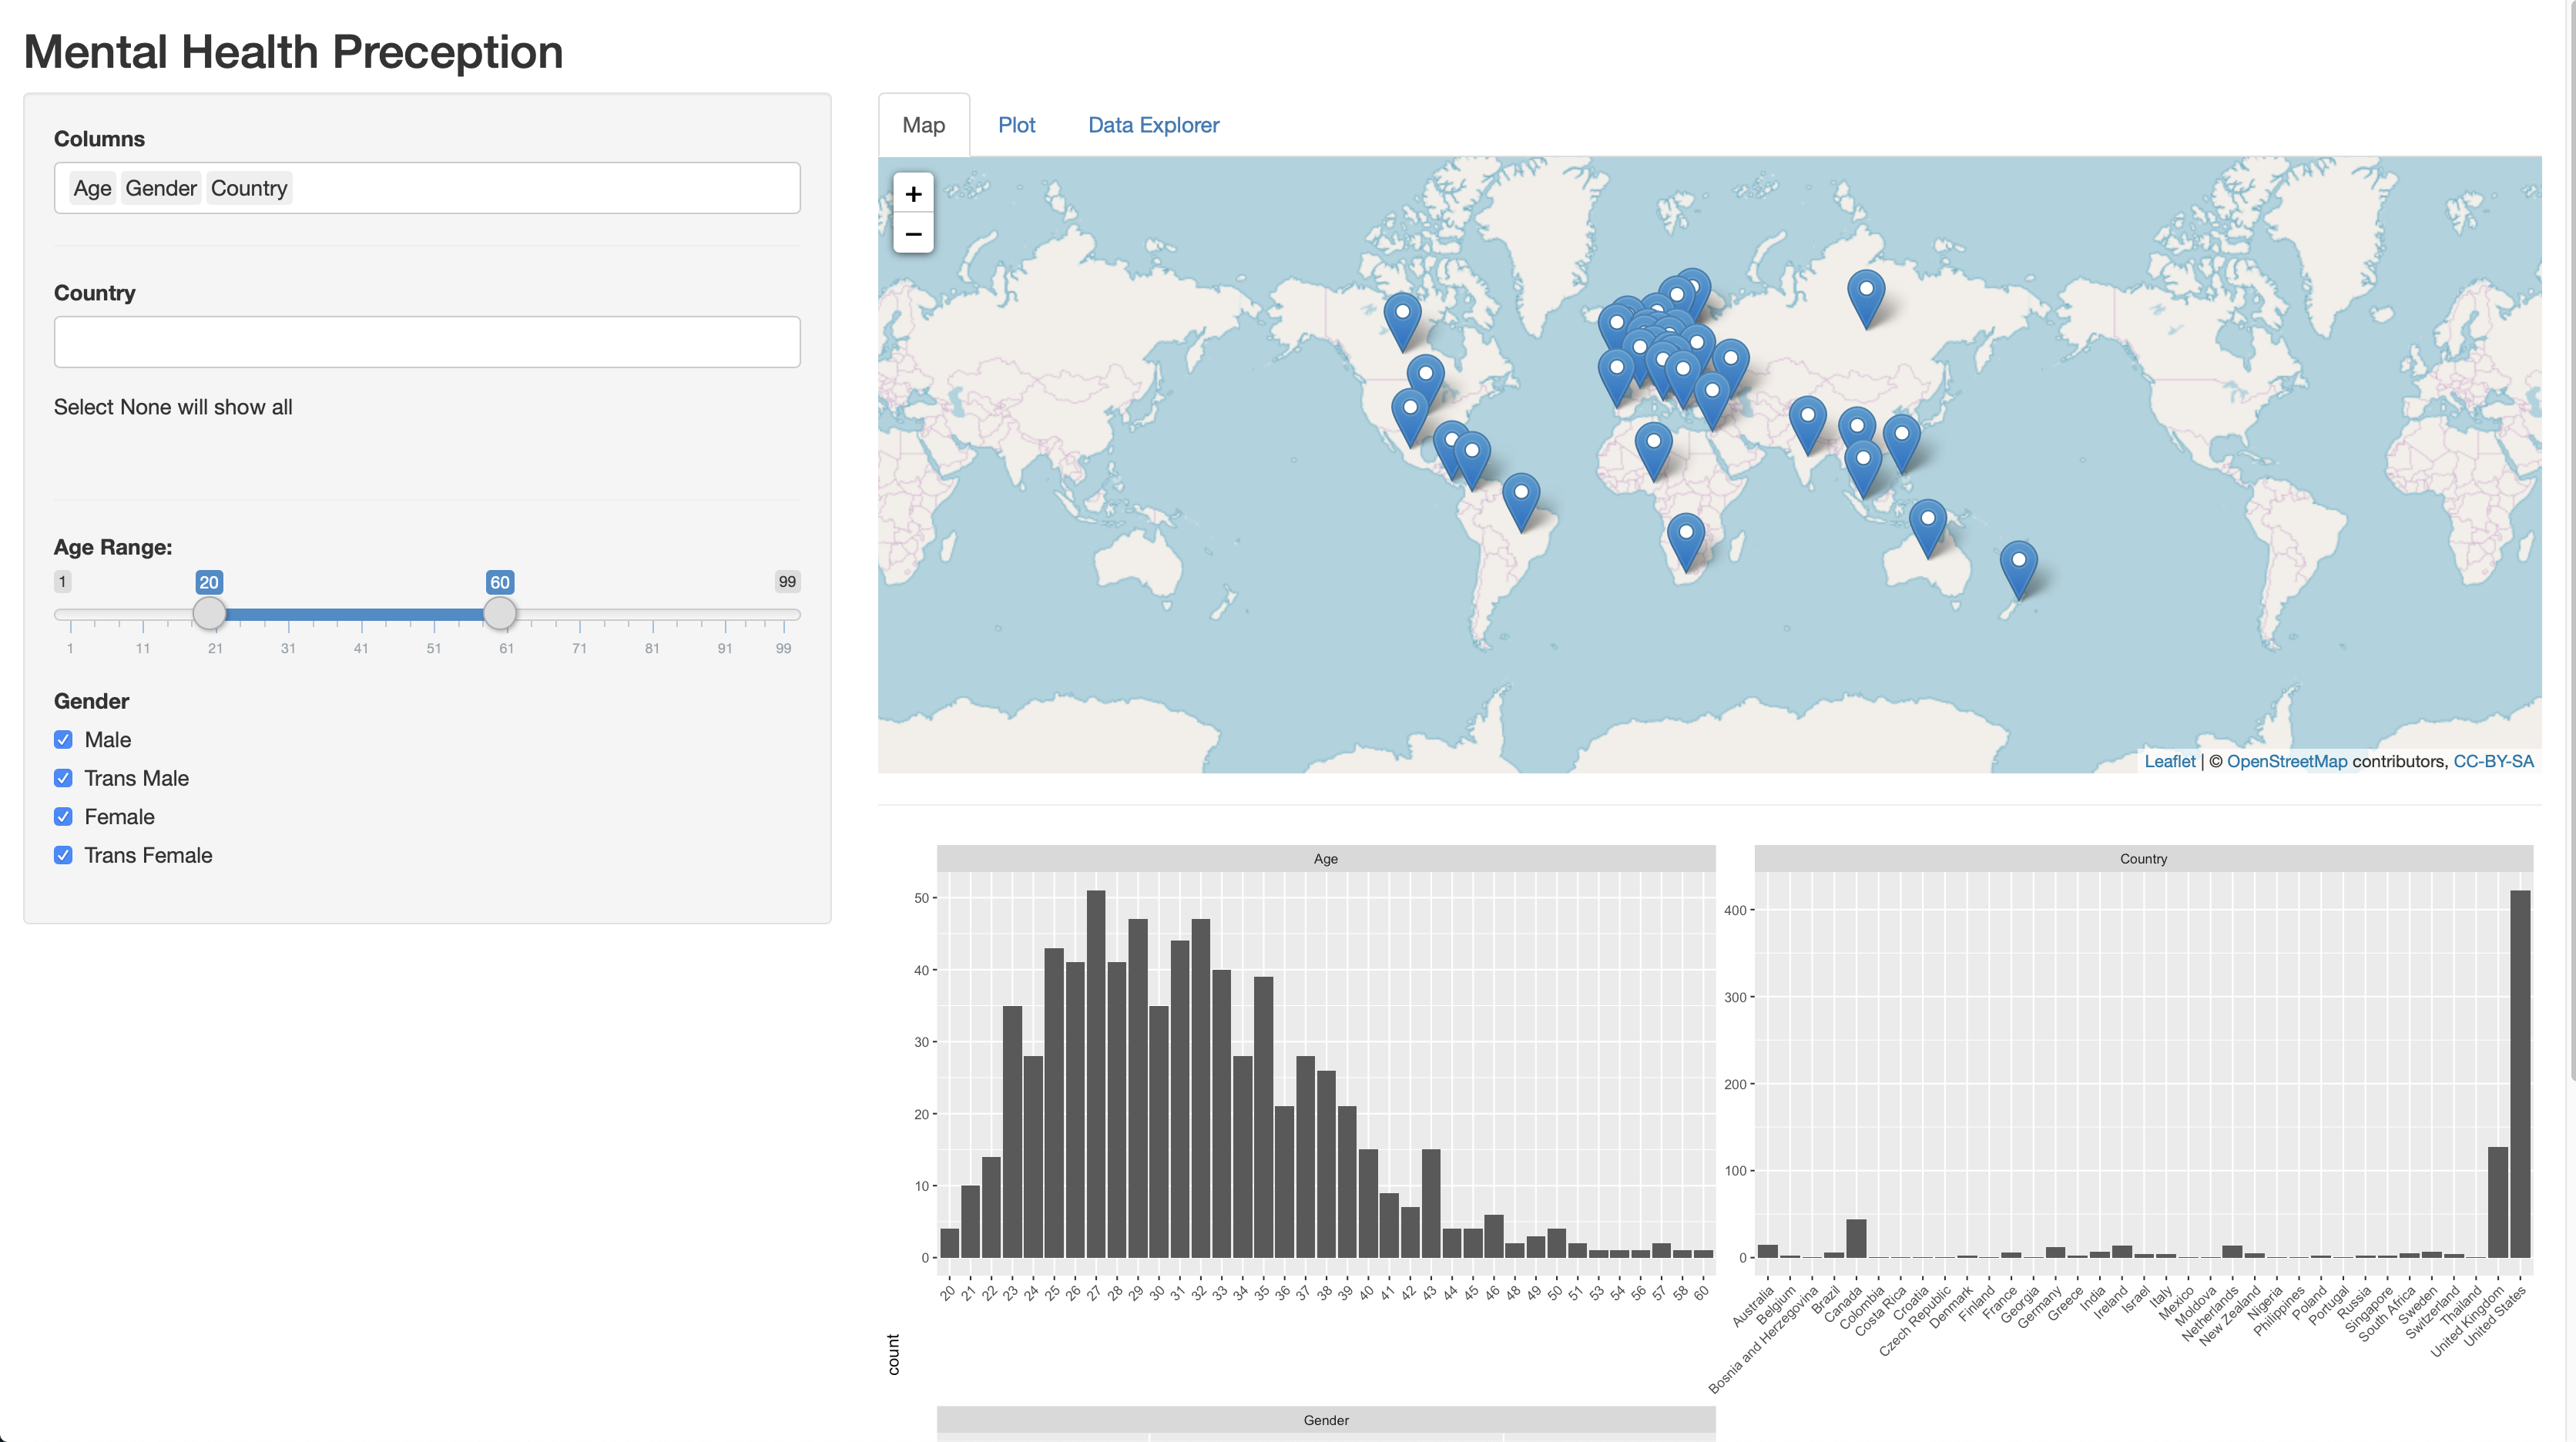 Mental Health Preception
Columns
Age Gender Country
Country
Select None will show all
Age Range:
1 20 60 99
1 11 21 31 41 51 61 71 81 91 99
Gender
Male
Trans Male
Female
Trans Female
Map Plot Data Explorer
+
−
Leaflet | © OpenStreetMap contributors, CC-BY-SA
Age
50
40
30
20
10
0
20 21 22 23 24 25 26 27 28 29 30 31 32 33 34 35 36 37 38 39 40 41 42 43 44 45 46 48 49 50 51 53 54 56 57 58 60
count
Country
400
300
200
100
0
Australia
Belgium
Bosnia and Herzegovina
Brazil
Canada
Colombia
Costa Rica
Croatia
Czech Republic
Denmark
Finland
France
Georgia
Germany
Greece
India
Ireland
Israel
Italy
Mexico
Moldova
Netherlands
New Zealand
Nigeria
Philippines
Poland
Portugal
Russia
Singapore
South Africa
Sweden
Switzerland
Thailand
United Kingdom
United States
Gender